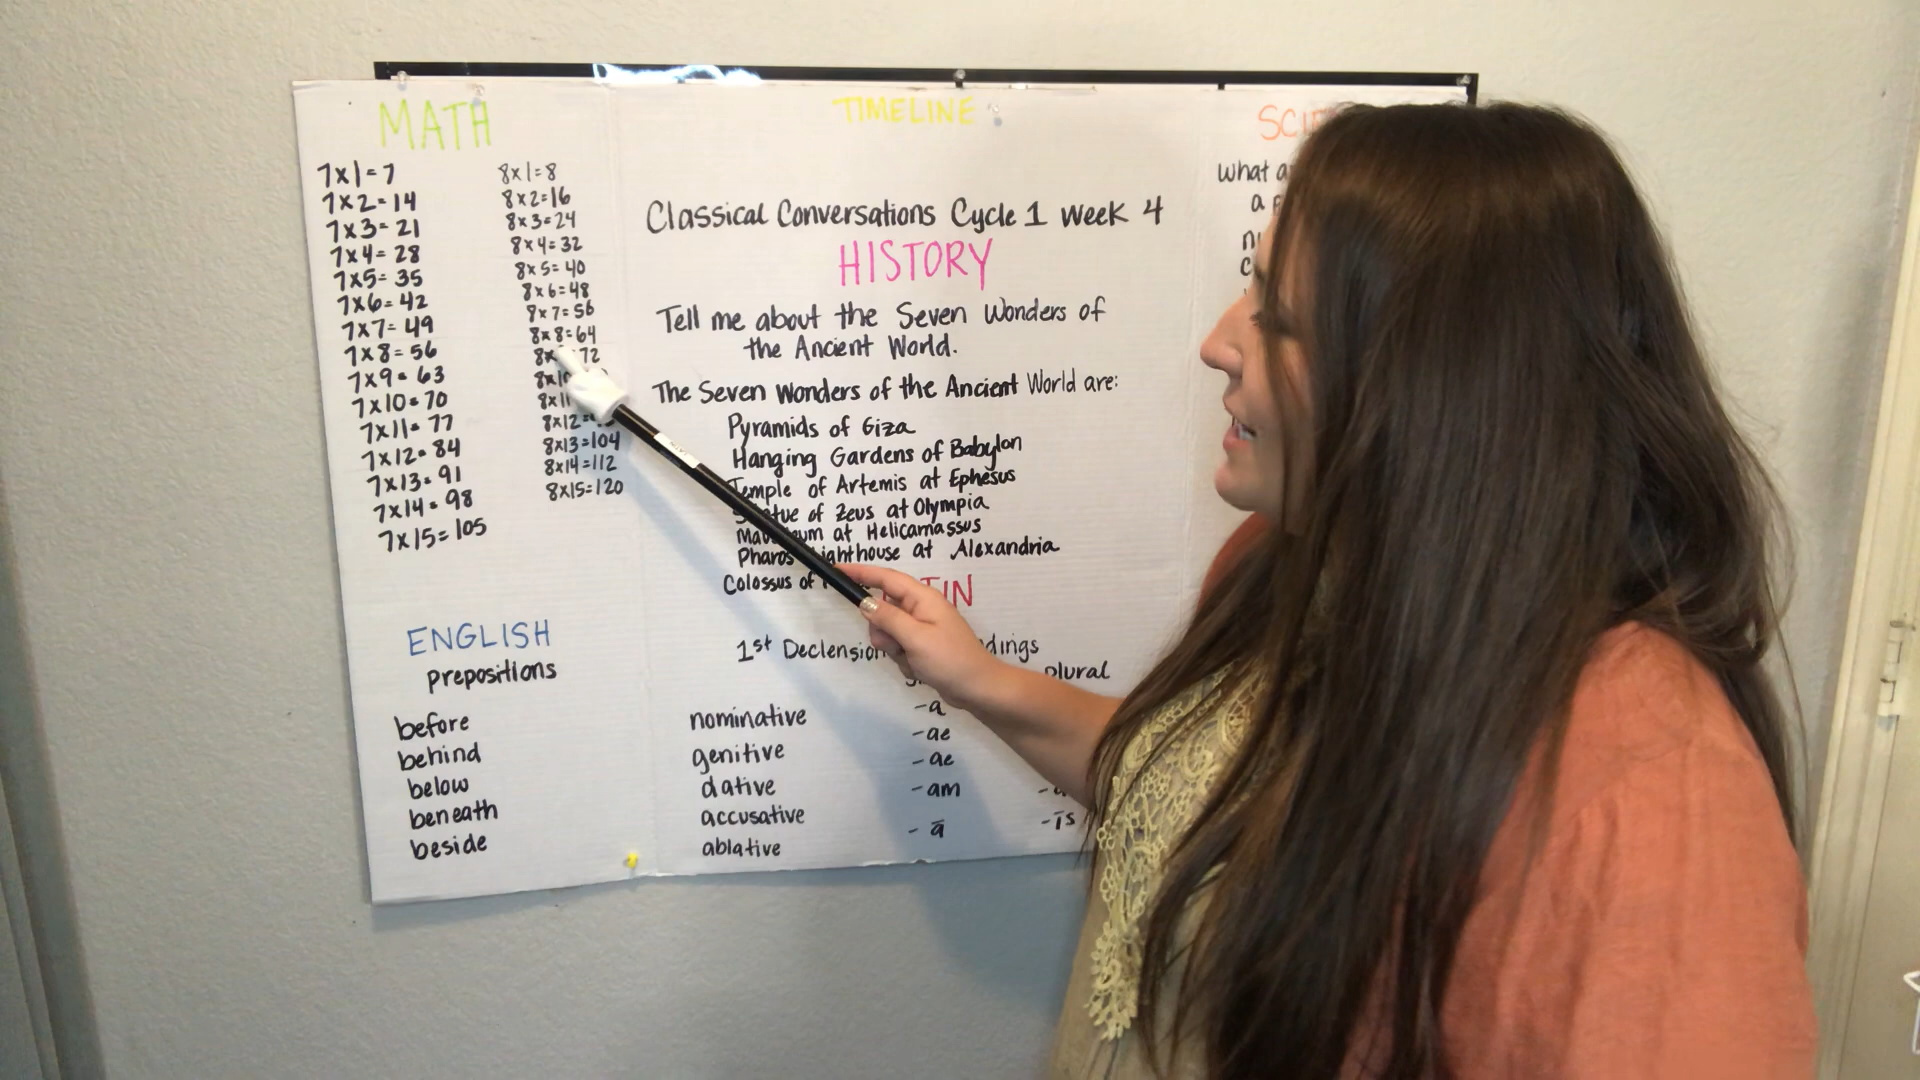 MATH
7x1=7
7x2=14
7x3=21
7x4=28
7x5=35
7x6=42
7x7=49
7x8=56
7x9=63
7x10=70
7x11=77
7x12=84
7x13=91
7x14=98
7x15=105
8x1=8
8x2=16
8x3=24
8x4=32
8x5=40
8x6=48
8x7=56
8x8=64
8x 72
8x10
8x11
8x12=
8x13=104
8x14=112
8x15=120
ENGLISH
prepositions
before
behind
below
beneath
beside
TIMELINE
Classical Conversations Cycle 1 Week 4
HISTORY
Tell me about the Seven Wonders of
the Ancient World.
The Seven Wonders of the Ancient World are:
Pyramids of Giza
Hanging Gardens of Babylon
Temple of Artemis at Ephesus
of Zeus at Olympia
at Helicarnassus
Pharos Lighthouse at Alexandria
Colossus of
1st Declension
plural
nominative -a
genitive -ae
dative -ae
accusative -am
ablative -ā -īs
What
a